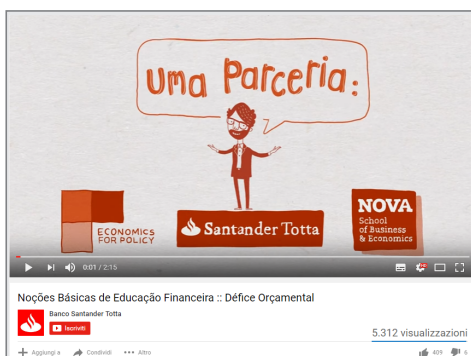 Uma Parceria:
ECONOMICS
FOR POLICY
Santander Totta
NOVA
School
of Business
& Economics
0:01 / 2:15
Noções Básicas de Educação Financeira :: Défice Orçamental
Banco Santander Totta
Iscriviti
5.312 visualizzazioni
Aggiungi a Condividi Altro
409 6